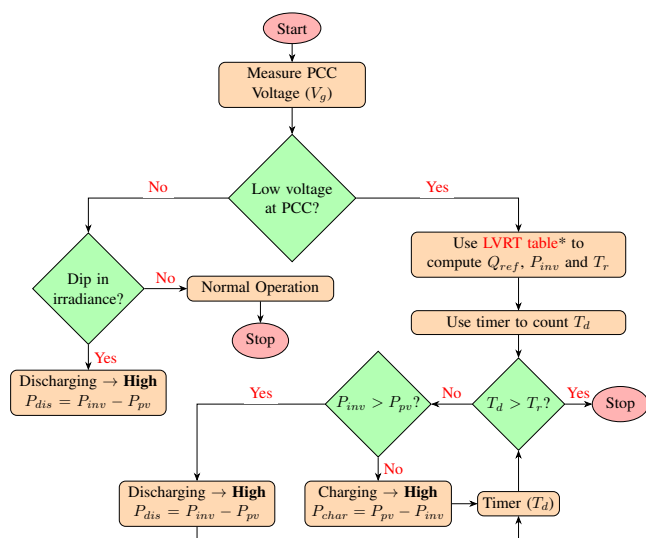 Start
Measure PCC
Voltage (V_g)
Low voltage
at PCC?
No
Yes
Use LVRT table* to
compute Q_ref, P_inv and T_r
Dip in
irradiance?
No
Normal Operation
Stop
Use timer to count T_d
Yes
Discharging → High
P_dis = P_inv − P_pv
Yes
P_inv > P_pv?
No
T_d > T_r?
Yes
Stop
No
Discharging → High
P_dis = P_inv − P_pv
Charging → High
P_char = P_pv − P_inv
Timer (T_d)